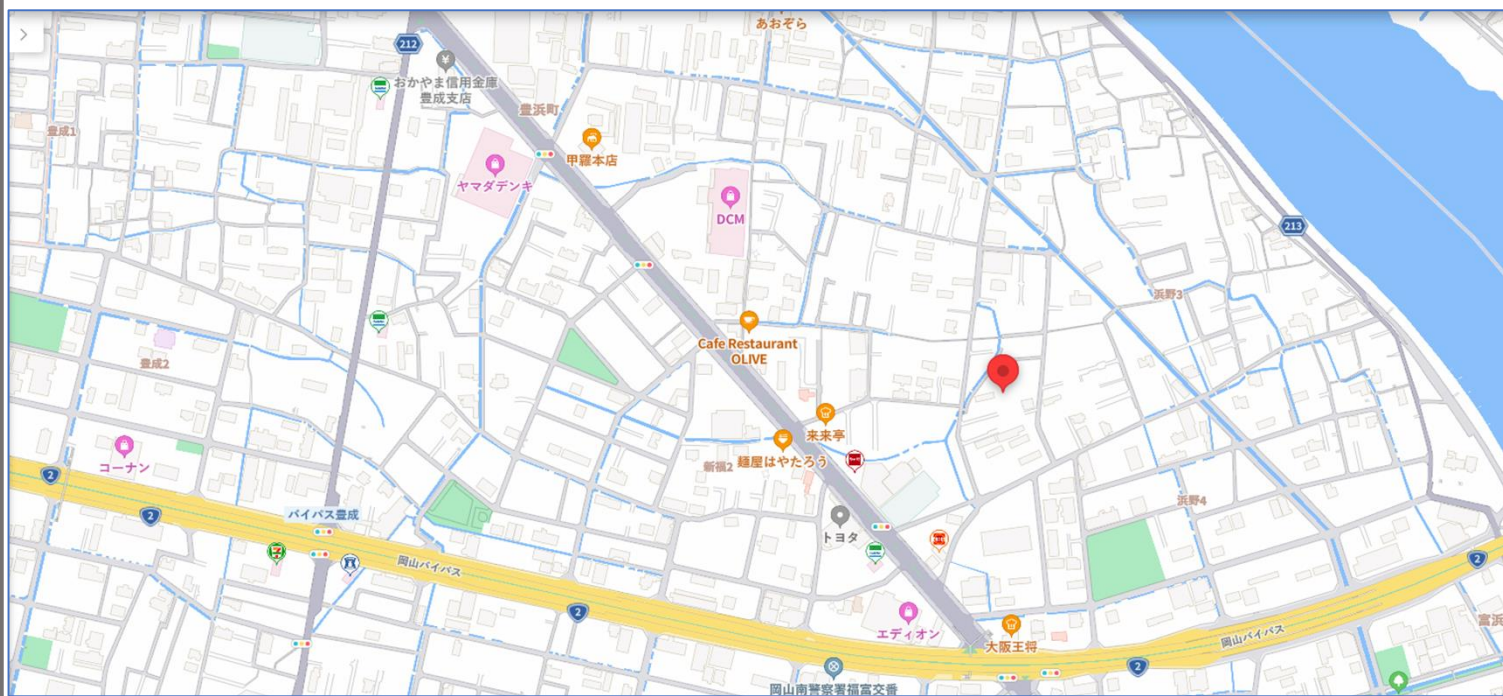 あおぞら
212
おかやま信用金庫
豊成支店
豊浜町
豊成1
甲羅本店
ヤマダデンキ
DCM
213
浜野3
Cafe Restaurant
OLIVE
豊成2
来来亭
コーナン
麺屋はやたろう
新福2
2
浜野4
2
バイパス豊成
トヨタ
岡山バイパス
2
2
エディオン
大阪王将
岡山バイパス
富浜
2
岡山南警察署福富交番